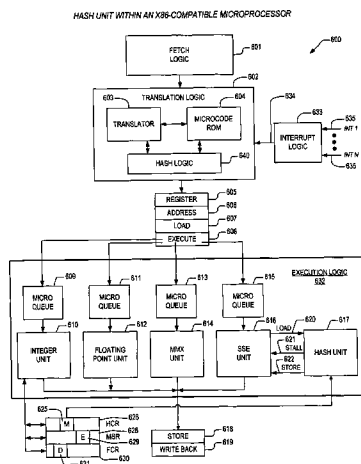 HASH UNIT WITHIN AN X86-COMPATIBLE MICROPROCESSOR
600
FETCH
LOGIC
601
602
TRANSLATION LOGIC
603
604
TRANSLATOR
MICROCODE
ROM
HASH LOGIC
640
634
633
INTERRUPT
LOGIC
635
INT 1
INT N
635
REGISTER
605
ADDRESS
606
LOAD
607
EXECUTE
608
EXECUTION LOGIC
632
609
MICRO
QUEUE
611
MICRO
QUEUE
613
MICRO
QUEUE
615
MICRO
QUEUE
610
INTEGER
UNIT
612
FLOATING
POINT UNIT
614
MMX
UNIT
616
SSE
UNIT
LOAD
620
621
STALL
622
STORE
617
HASH UNIT
625
M
626
HCR
628
E
629
MSR
D
630
FCR
631
STORE
618
WRITE BACK
619